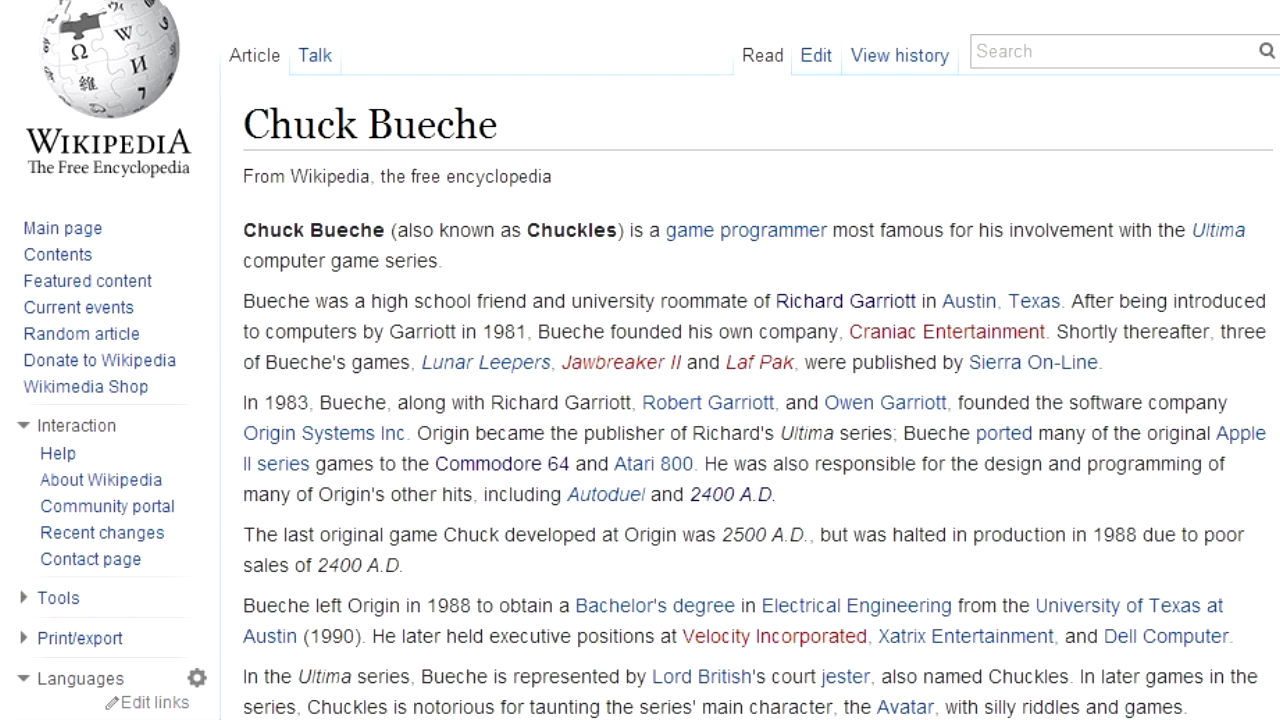 Ω W И 維 7
WIKIPEDIA
The Free Encyclopedia
Main page
Contents
Featured content
Current events
Random article
Donate to Wikipedia
Wikimedia Shop
Interaction
Help
About Wikipedia
Community portal
Recent changes
Contact page
Tools
Print/export
Languages
Edit links
Article Talk Read Edit View history Search
Chuck Bueche
From Wikipedia, the free encyclopedia
Chuck Bueche (also known as Chuckles) is a game programmer most famous for his involvement with the Ultima
computer game series.
Bueche was a high school friend and university roommate of Richard Garriott in Austin, Texas. After being introduced
to computers by Garriott in 1981, Bueche founded his own company, Craniac Entertainment. Shortly thereafter, three
of Bueche's games, Lunar Leepers, Jawbreaker II and Laf Pak, were published by Sierra On-Line.
In 1983, Bueche, along with Richard Garriott, Robert Garriott, and Owen Garriott, founded the software company
Origin Systems Inc. Origin became the publisher of Richard's Ultima series; Bueche ported many of the original Apple
II series games to the Commodore 64 and Atari 800. He was also responsible for the design and programming of
many of Origin's other hits, including Autoduel and 2400 A.D.
The last original game Chuck developed at Origin was 2500 A.D., but was halted in production in 1988 due to poor
sales of 2400 A.D.
Bueche left Origin in 1988 to obtain a Bachelor's degree in Electrical Engineering from the University of Texas at
Austin (1990). He later held executive positions at Velocity Incorporated, Xatrix Entertainment, and Dell Computer.
In the Ultima series, Bueche is represented by Lord British's court jester, also named Chuckles. In later games in the
series, Chuckles is notorious for taunting the series' main character, the Avatar, with silly riddles and games.